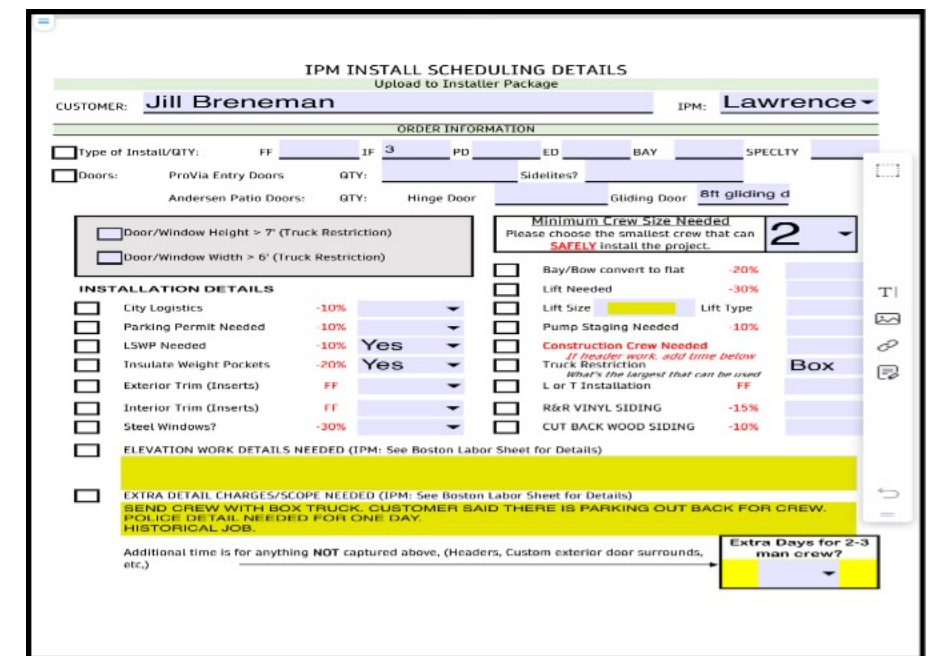 IPM INSTALL SCHEDULING DETAILS
Upload to Installer Package
CUSTOMER: Jill Breneman IPM: Lawrence
ORDER INFORMATION
Type of Install/QTY: FF IF 3 PD ED BAY SPECLTY
Doors: ProVia Entry Doors QTY: Sidelites?
Andersen Patio Doors: QTY: Hinge Door Gliding Door 8ft gliding d
Door/Window Height > 7' (Truck Restriction)
Door/Window Width > 6' (Truck Restriction)
Minimum Crew Size Needed
Please choose the smallest crew that can
SAFELY install the project.
2
INSTALLATION DETAILS
City Logistics -10%
Parking Permit Needed -10%
LSWP Needed -10% Yes
Insulate Weight Pockets -20% Yes
Exterior Trim (Inserts) FF
Interior Trim (Inserts) FF
Steel Windows? -30%
Bay/Bow convert to flat -20%
Lift Needed -30%
Lift Size Lift Type
Pump Staging Needed -10%
Construction Crew Needed
If header work, add time below
Truck Restriction Box
What's the largest that can be used
L or T Installation FF
R&R VINYL SIDING -15%
CUT BACK WOOD SIDING -10%
ELEVATION WORK DETAILS NEEDED (IPM: See Boston Labor Sheet for Details)
EXTRA DETAIL CHARGES/SCOPE NEEDED (IPM: See Boston Labor Sheet for Details)
SEND CREW WITH BOX TRUCK. CUSTOMER SAID THERE IS PARKING OUT BACK FOR CREW.
POLICE DETAIL NEEDED FOR ONE DAY.
HISTORICAL JOB.
Additional time is for anything NOT captured above, (Headers, Custom exterior door surrounds,
etc,)
Extra Days for 2-3
man crew?